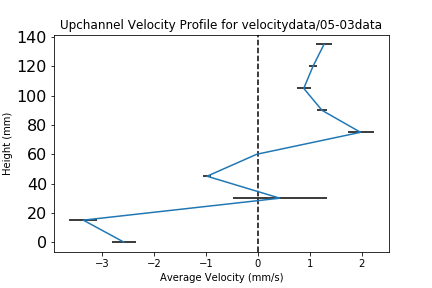 Upchannel Velocity Profile for velocitydata/05-03data
140
120
100
80
60
40
20
0
Height (mm)
−3 −2 −1 0 1 2
Average Velocity (mm/s)